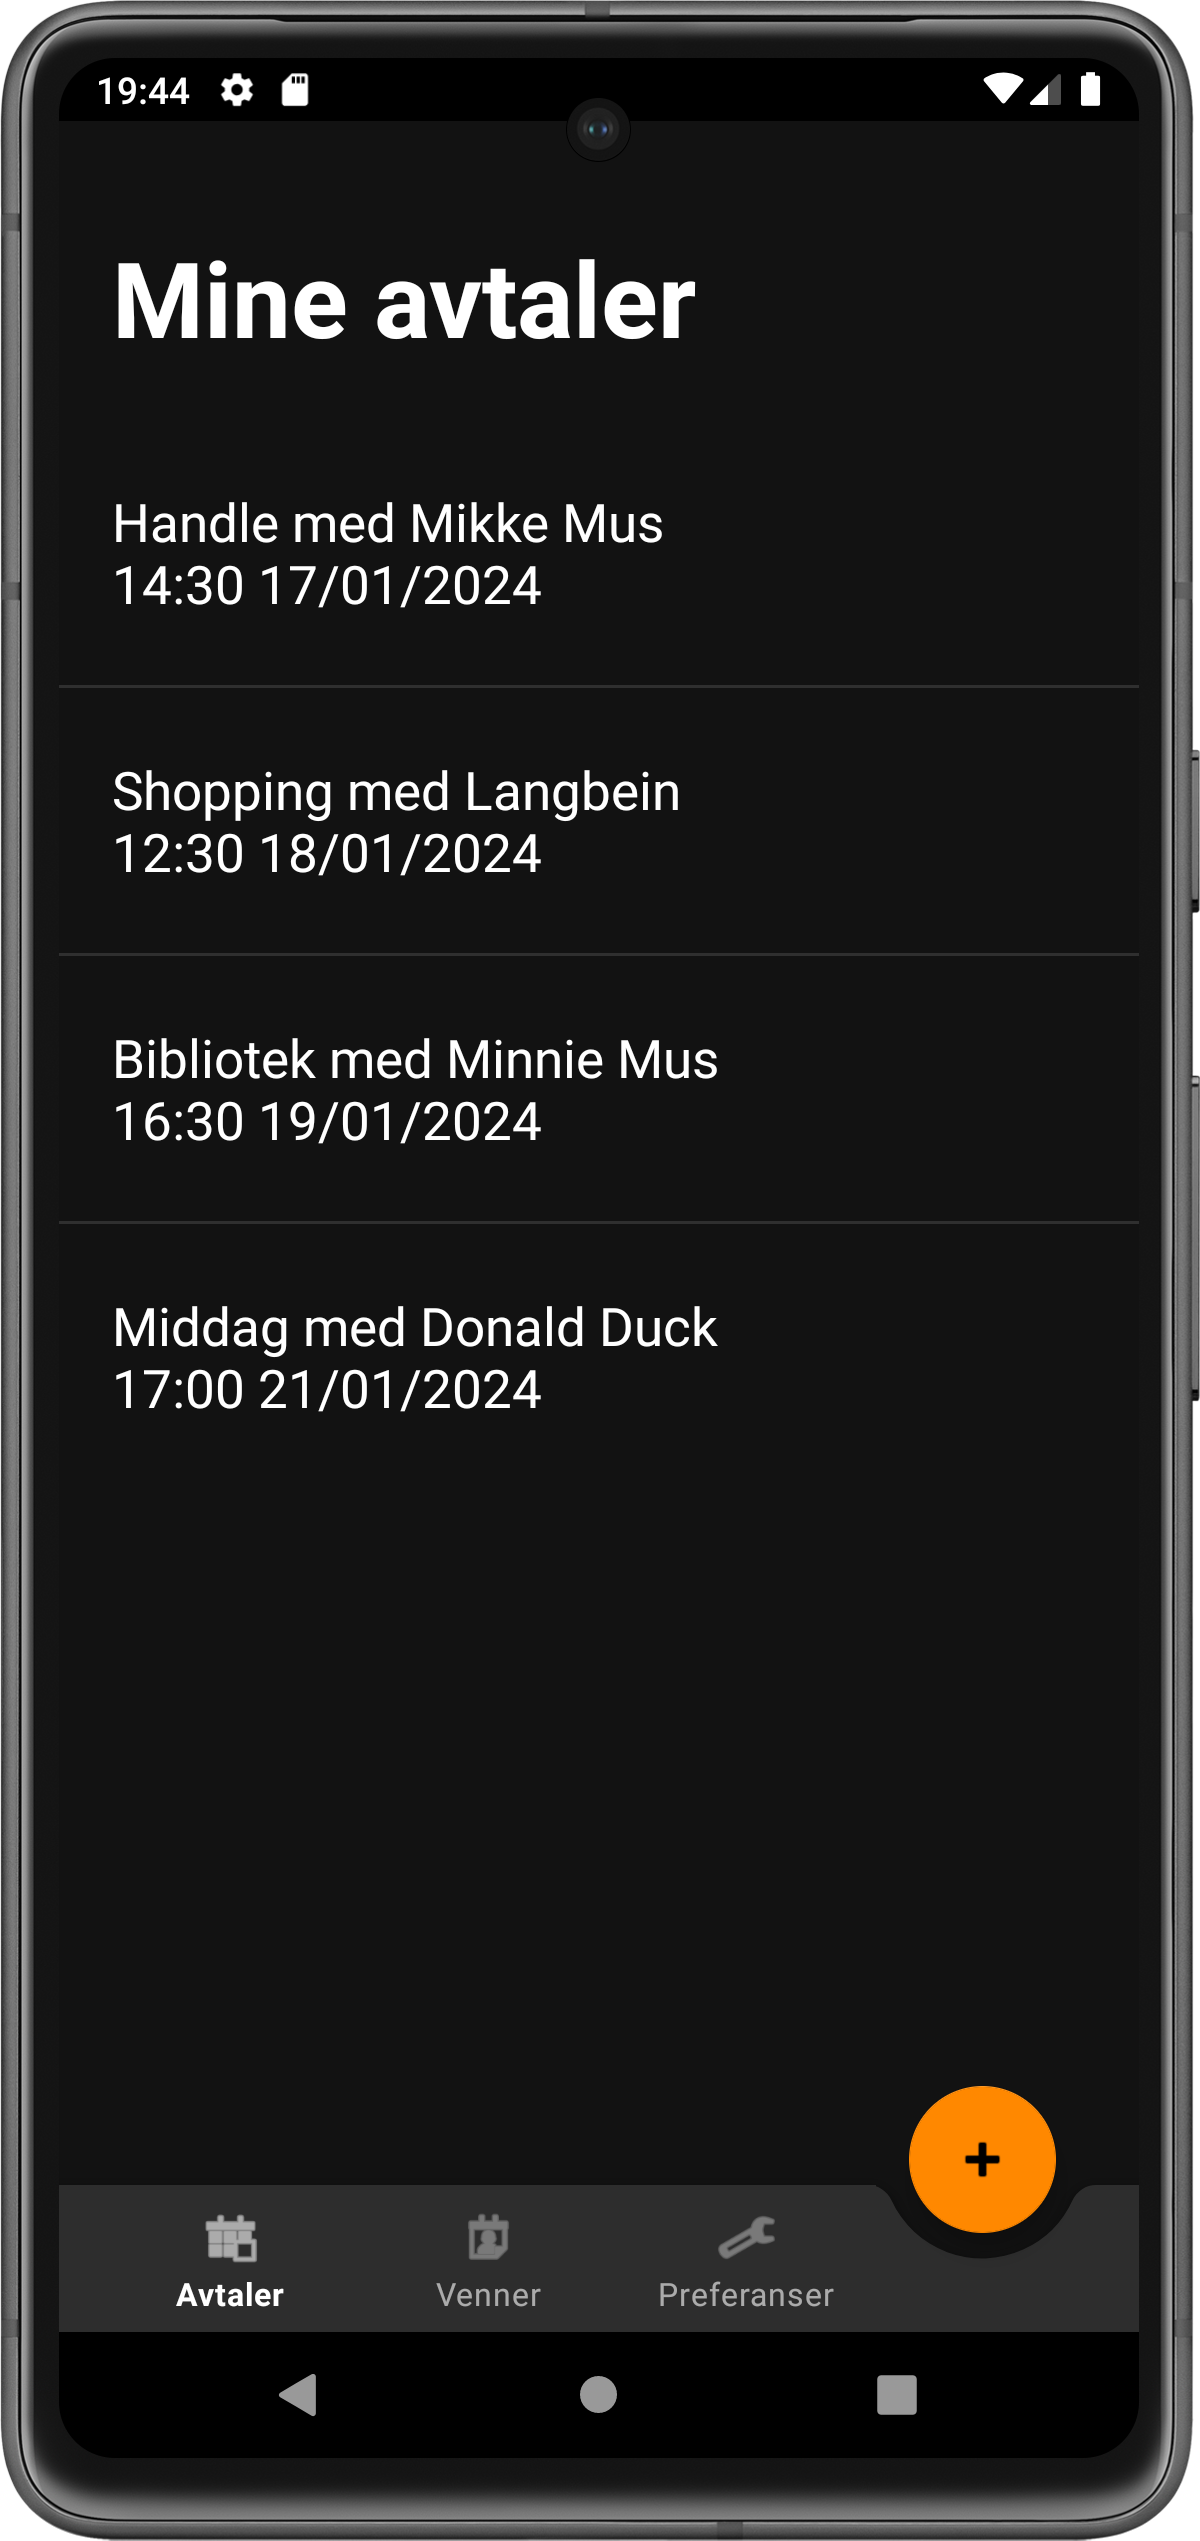 19:44
Mine avtaler
Handle med Mikke Mus
14:30 17/01/2024
Shopping med Langbein
12:30 18/01/2024
Bibliotek med Minnie Mus
16:30 19/01/2024
Middag med Donald Duck
17:00 21/01/2024
+
Avtaler Venner Preferanser